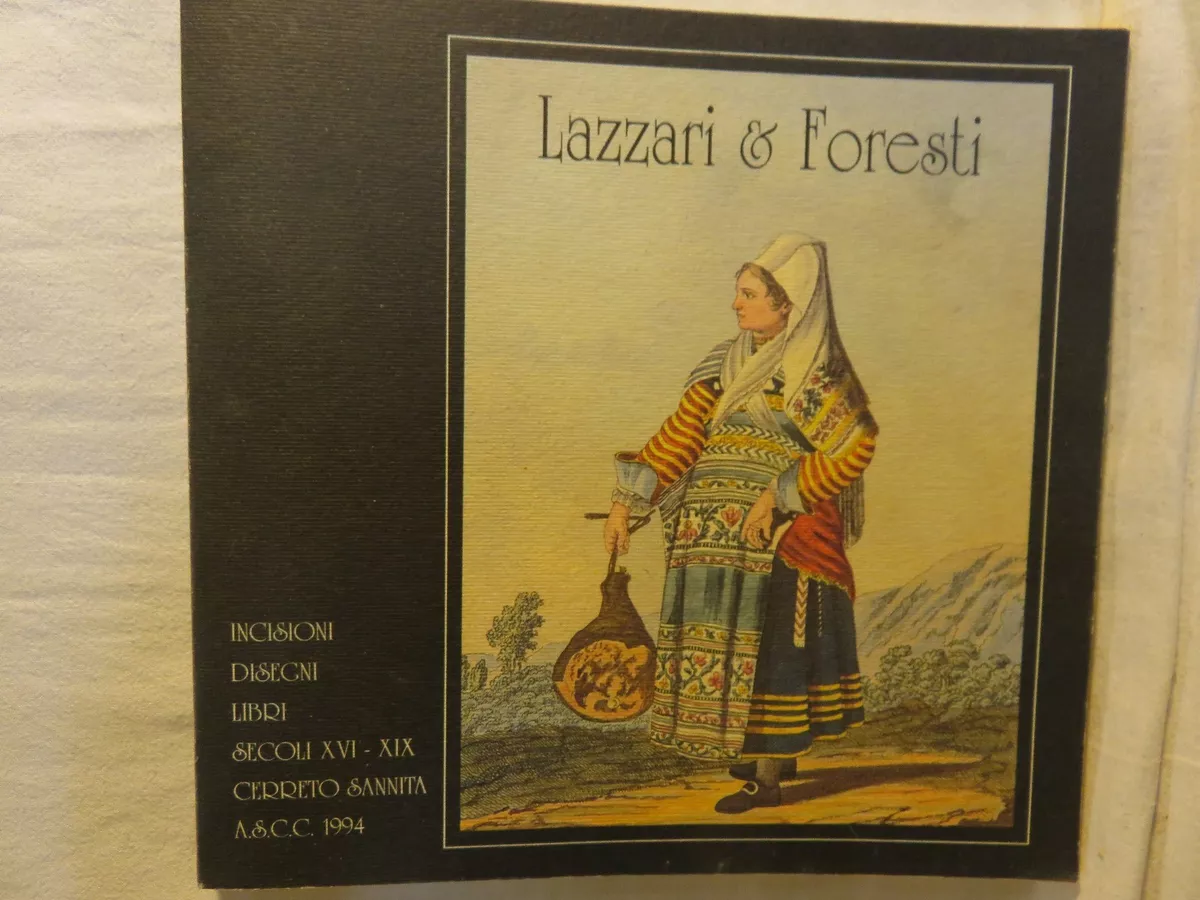 Lazzari & Foresti
INCISIONI
DISEGNI
LIBRI
SECOLI XVI - XIX
CERRETO SANNITA
A.S.C.C. 1994